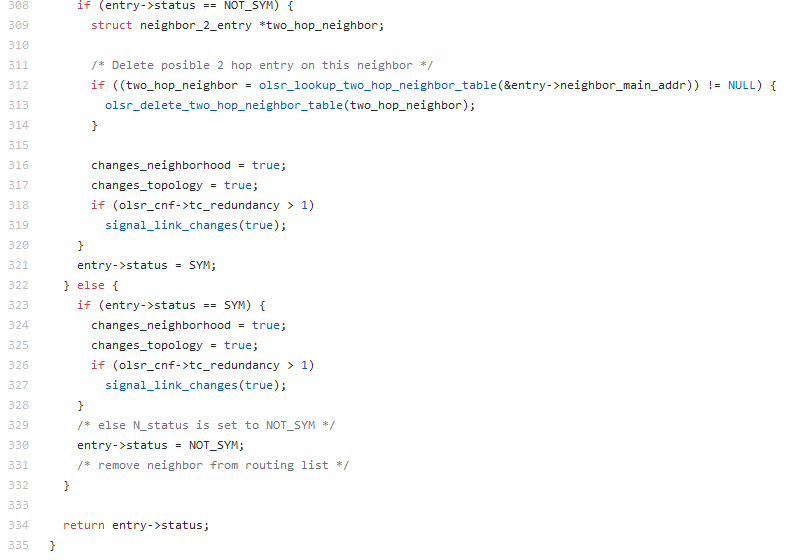 308 if (entry->status == NOT_SYM) {
309 struct neighbor_2_entry *two_hop_neighbor;
310
311 /* Delete posible 2 hop entry on this neighbor */
312 if ((two_hop_neighbor = olsr_lookup_two_hop_neighbor_table(&entry->neighbor_main_addr)) != NULL) {
313 olsr_delete_two_hop_neighbor_table(two_hop_neighbor);
314 }
315
316 changes_neighborhood = true;
317 changes_topology = true;
318 if (olsr_cnf->tc_redundancy > 1)
319 signal_link_changes(true);
320 }
321 entry->status = SYM;
322 } else {
323 if (entry->status == SYM) {
324 changes_neighborhood = true;
325 changes_topology = true;
326 if (olsr_cnf->tc_redundancy > 1)
327 signal_link_changes(true);
328 }
329 /* else N_status is set to NOT_SYM */
330 entry->status = NOT_SYM;
331 /* remove neighbor from routing list */
332 }
333
334 return entry->status;
335 }